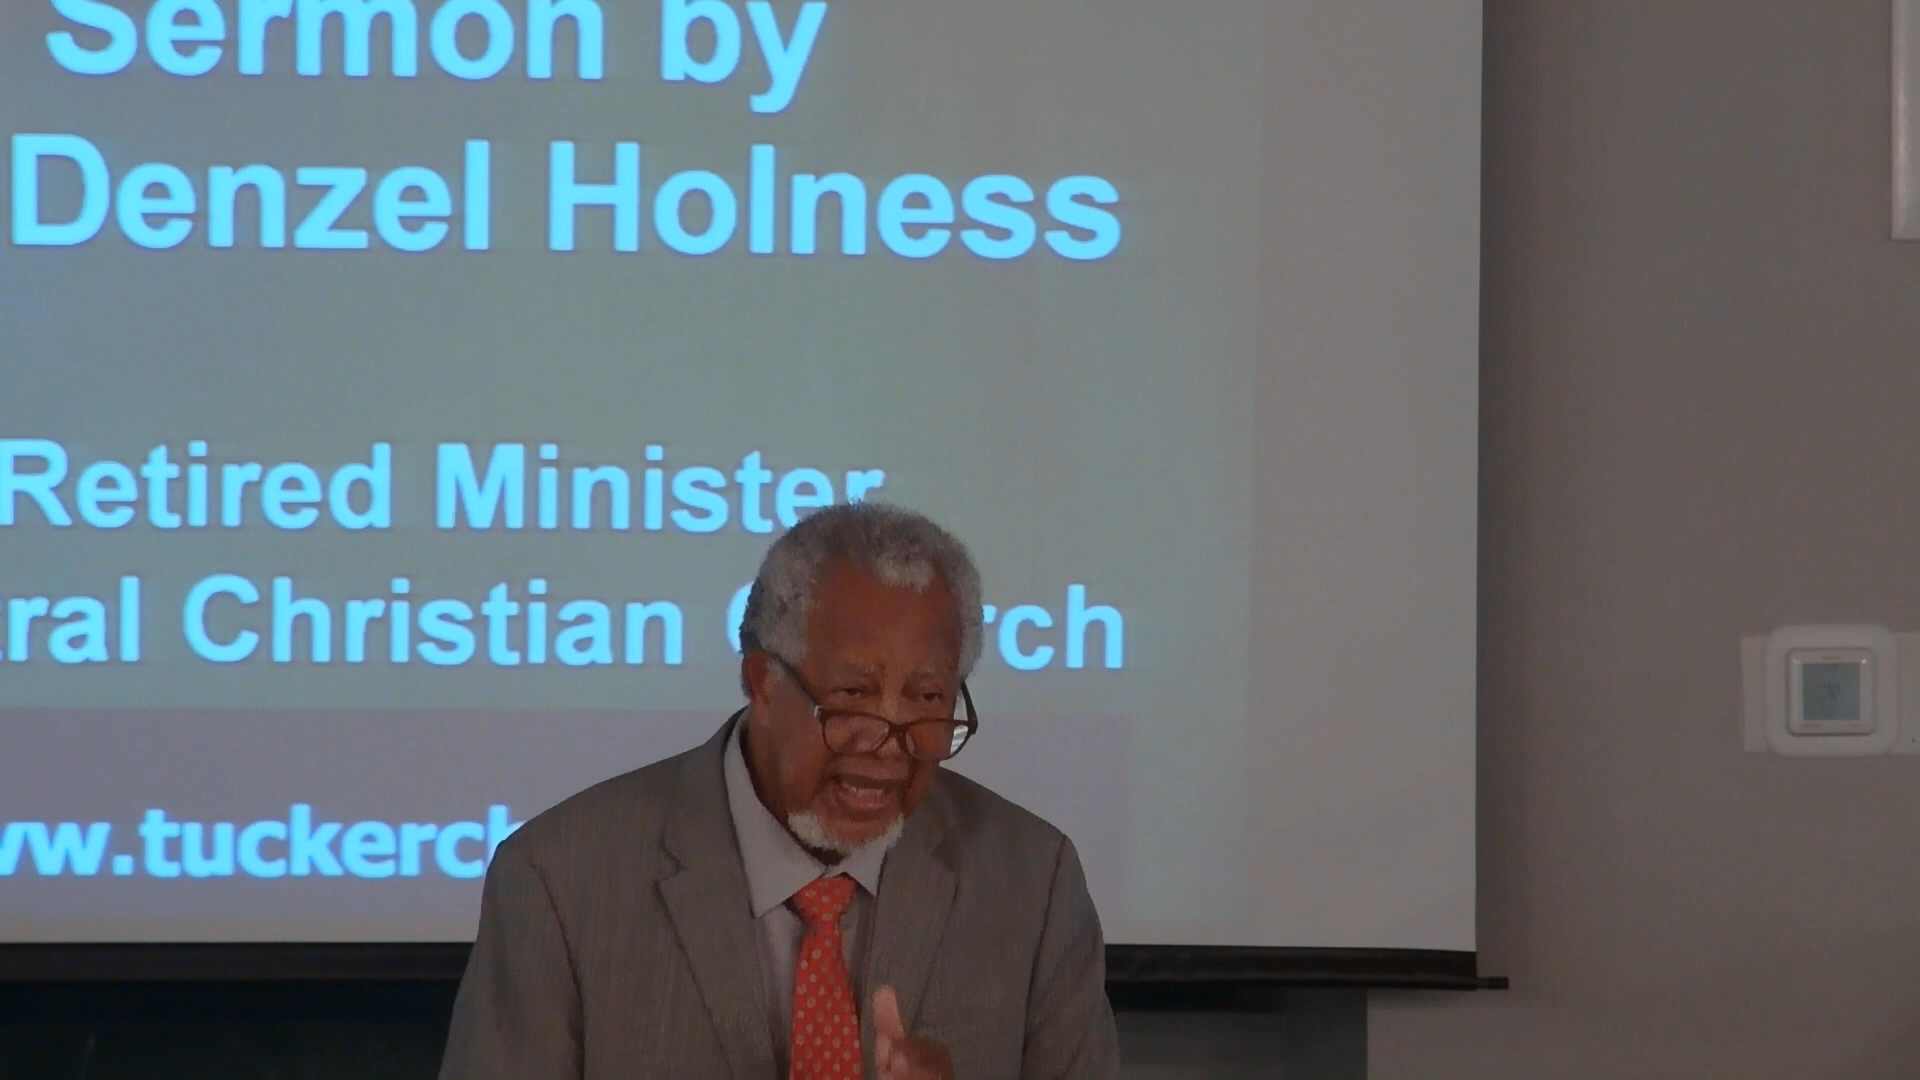 Sermon by
Denzel Holness
Retired Minister
ral Christian rch
w.tuckerch